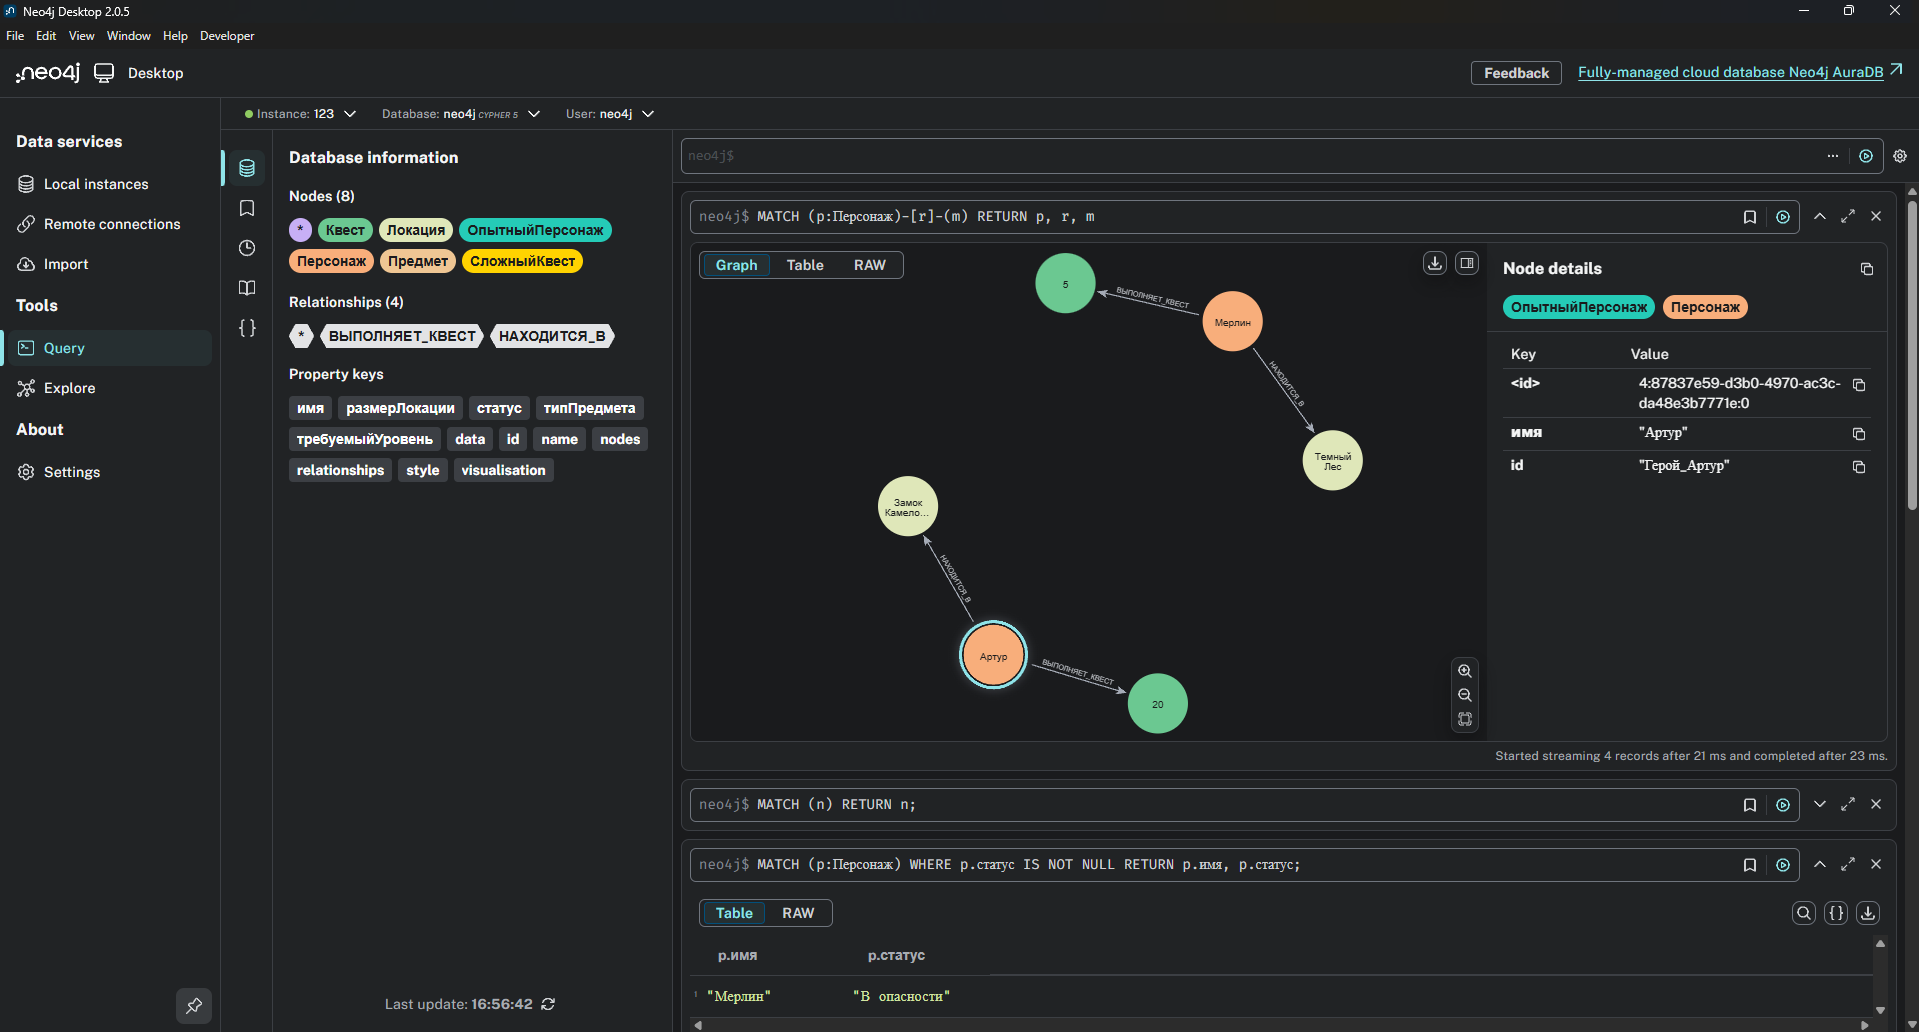 Neo4j Desktop 2.0.5
File Edit View Window Help Developer
neo4j Desktop
Feedback
Fully-managed cloud database Neo4j AuraDB
Data services
Local instances
Remote connections
Import
Tools
Query
Explore
About
Settings
Instance: 123
Database: neo4j CYPHER 5
User: neo4j
Database information
Nodes (8)
* Квест Локация ОпытныйПерсонаж
Персонаж Предмет СложныйКвест
Relationships (4)
* ВЫПОЛНЯЕТ_КВЕСТ НАХОДИТСЯ_В
Property keys
имя размерЛокации статус типПредмета
требуемыйУровень data id name nodes
relationships style visualisation
Last update: 16:56:42
neo4j$
neo4j$ MATCH (p:Персонаж)-[r]-(m) RETURN p, r, m
Graph Table RAW
5
ВЫПОЛНЯЕТ_КВЕСТ
Мерлин
НАХОДИТСЯ_В
Темный
Лес
Замок
Камело...
НАХОДИТСЯ_В
Артур
ВЫПОЛНЯЕТ_КВЕСТ
20
Node details
ОпытныйПерсонаж Персонаж
Key Value
<id> 4:87837e59-d3b0-4970-ac3c-
da48e3b7771e:0
имя "Артур"
id "Герой_Артур"
Started streaming 4 records after 21 ms and completed after 23 ms.
neo4j$ MATCH (n) RETURN n;
neo4j$ MATCH (p:Персонаж) WHERE p.статус IS NOT NULL RETURN p.имя, p.статус;
Table RAW
p.имя p.статус
1 "Мерлин" "В опасности"